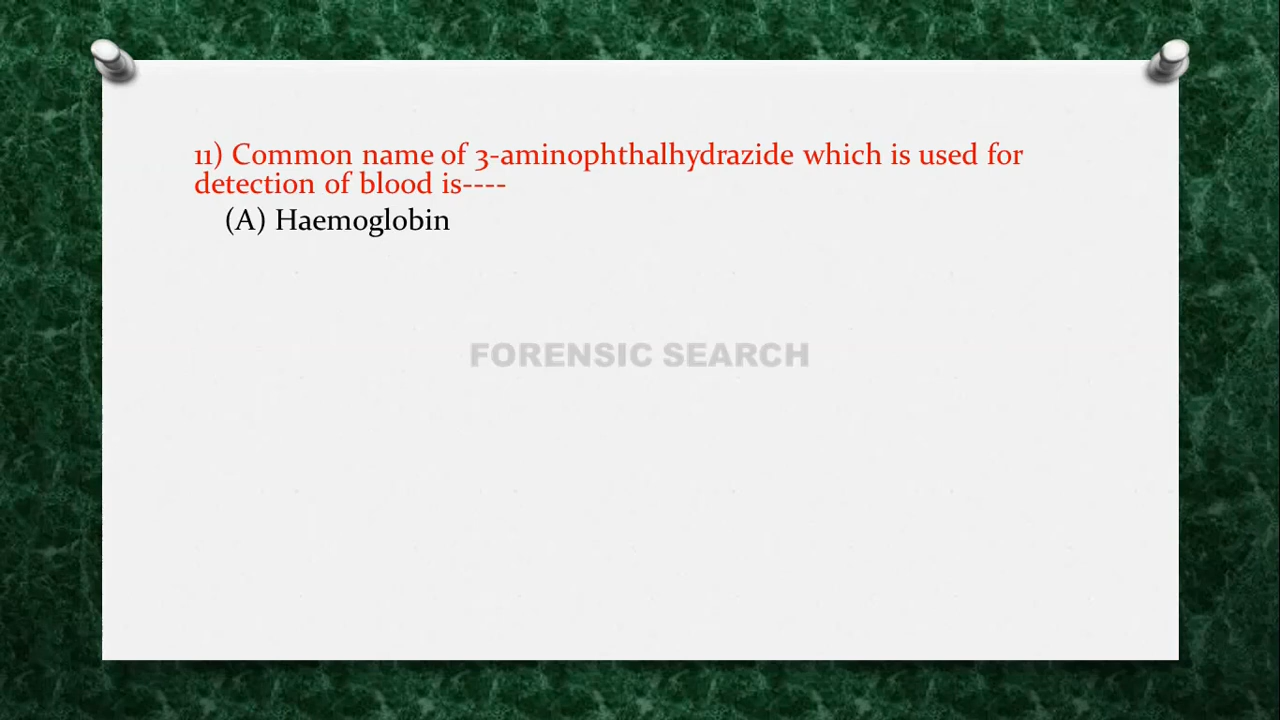 11) Common name of 3-aminophthalhydrazide which is used for
detection of blood is----
(A) Haemoglobin
FORENSIC SEARCH